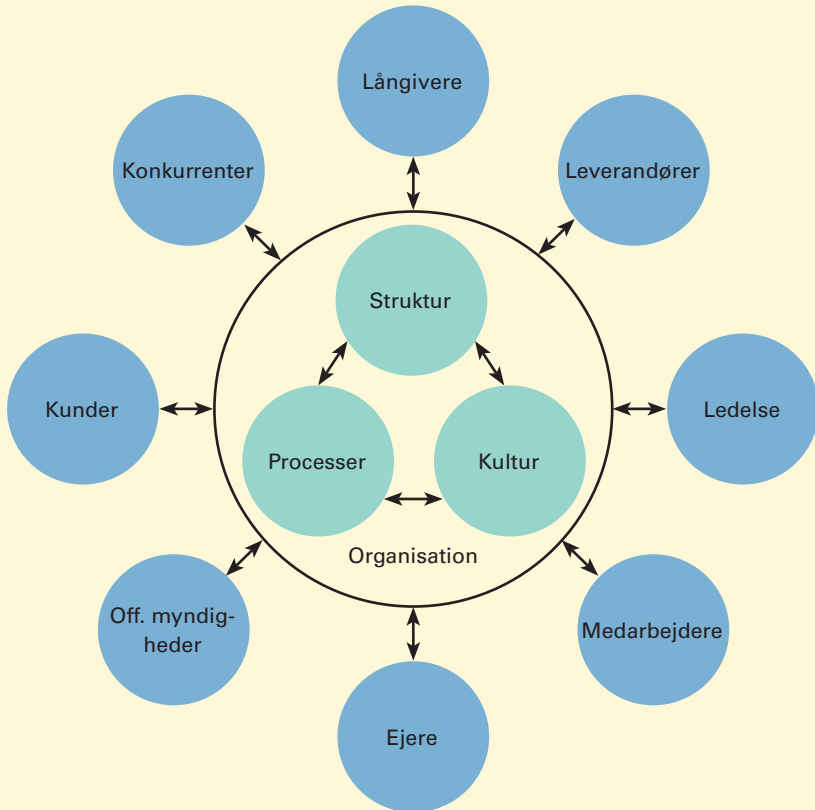 Långivere
Konkurrenter
Leverandører
Struktur
Kunder
Processer
Kultur
Ledelse
Organisation
Off. myndig-
heder
Medarbejdere
Ejere